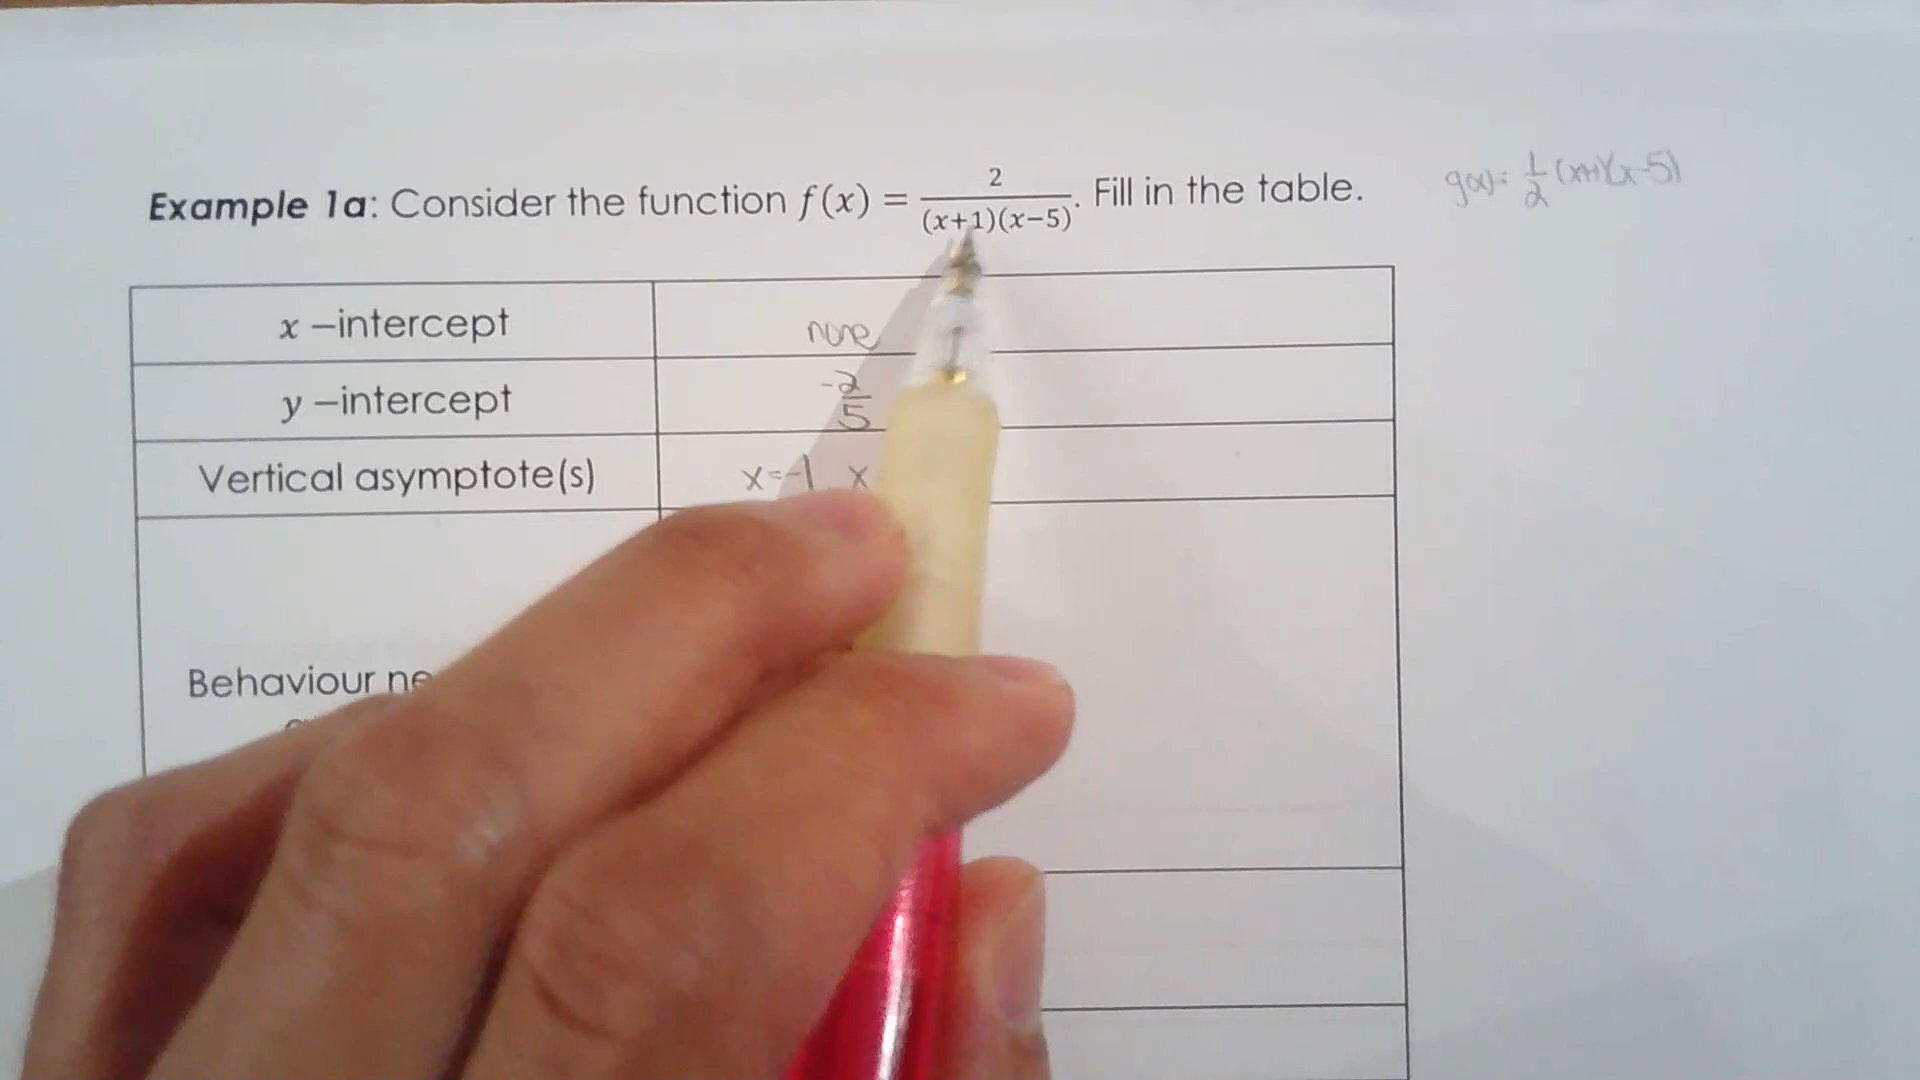 Example 1a: Consider the function f(x) = 2/((x+1)(x−5)). Fill in the table.
g(x)= 1/2 (x+1)(x-5)
x −intercept none
y −intercept -2/5
Vertical asymptote(s) x=-1 x
Behaviour ne